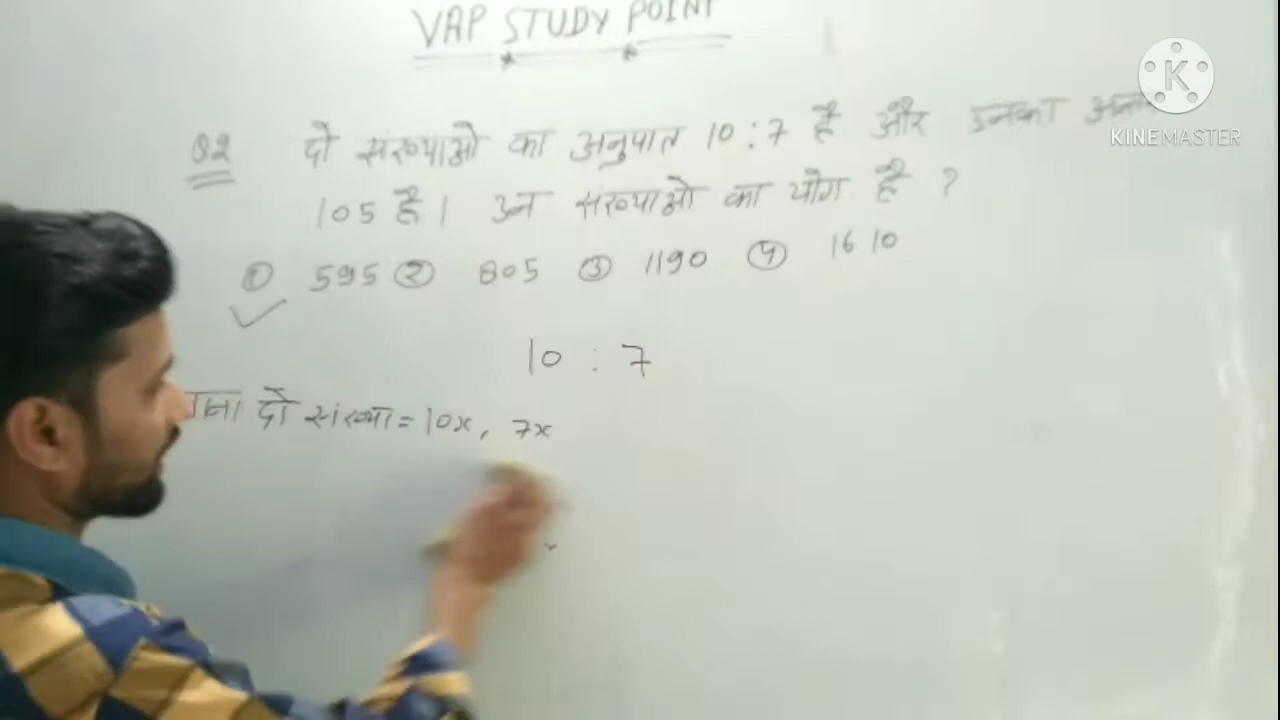 VAP STUDY POINT
Q2 दो संख्याओ का अनुपात 10 : 7 है और उनका
105 है। उन संख्याओ का योग है ?
① 595 ② 805 ③ 1190 ④ 1610
10 : 7
दो संख्या = 10x, 7x
KINEMASTER